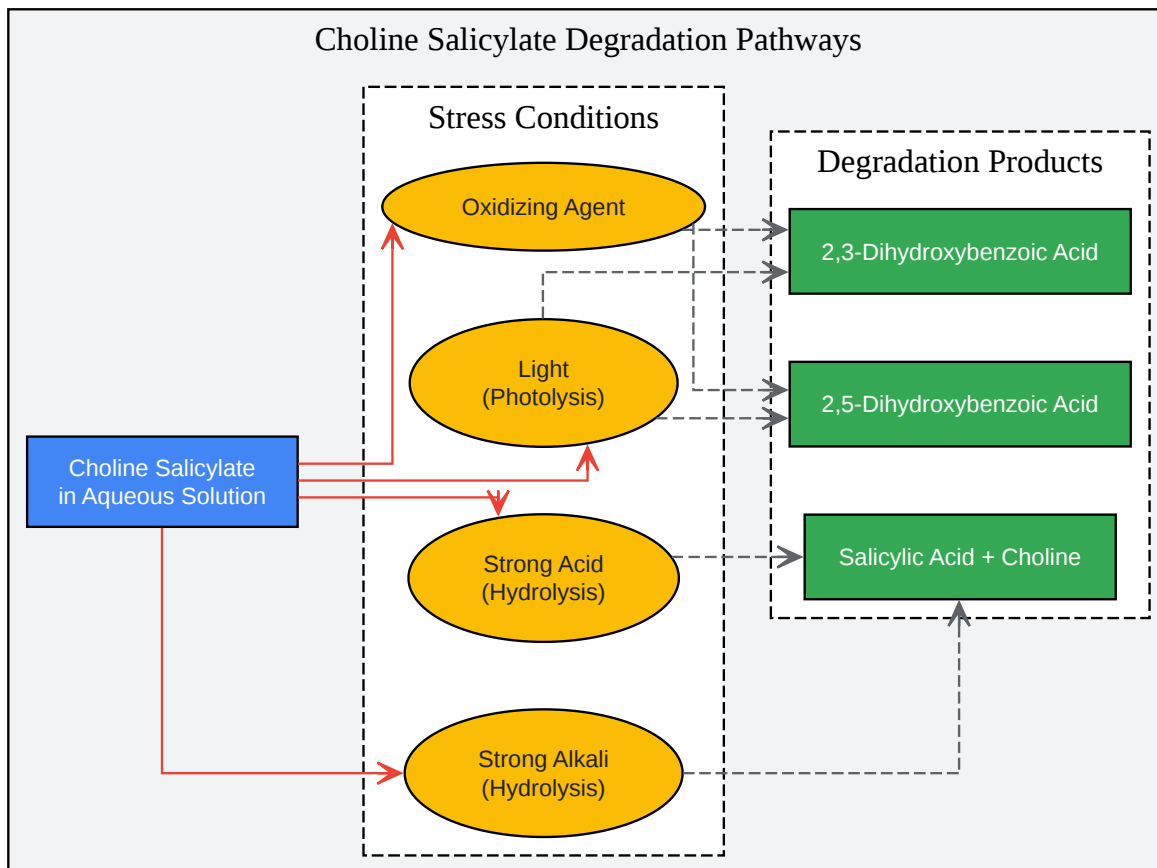 Choline Salicylate Degradation Pathways
Stress Conditions
Degradation Products
Oxidizing Agent
2,3-Dihydroxybenzoic Acid
Light
(Photolysis)
2,5-Dihydroxybenzoic Acid
Choline Salicylate
in Aqueous Solution
Strong Acid
(Hydrolysis)
Salicylic Acid + Choline
Strong Alkali
(Hydrolysis)